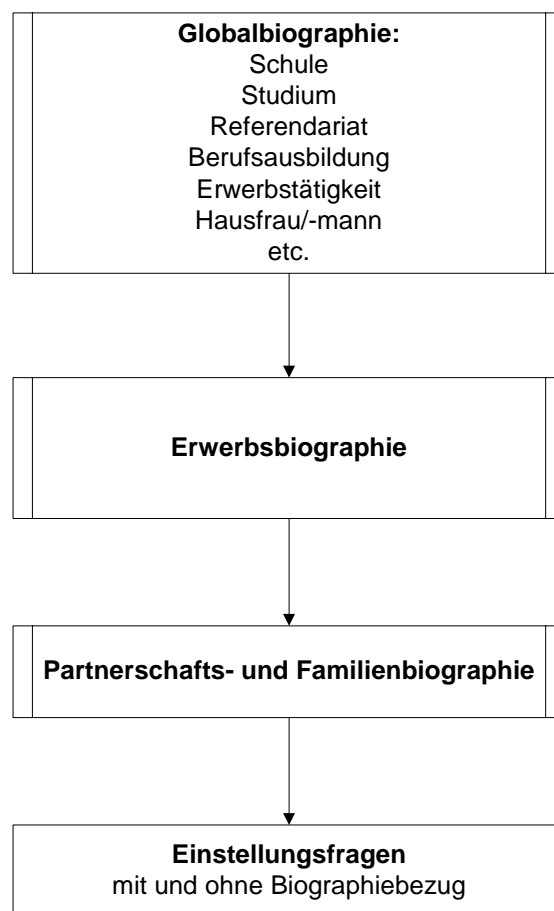 Globalbiographie:
Schule
Studium
Referendariat
Berufsausbildung
Erwerbstätigkeit
Hausfrau/-mann
etc.
Erwerbsbiographie
Partnerschafts- und Familienbiographie
Einstellungsfragen
mit und ohne Biographiebezug